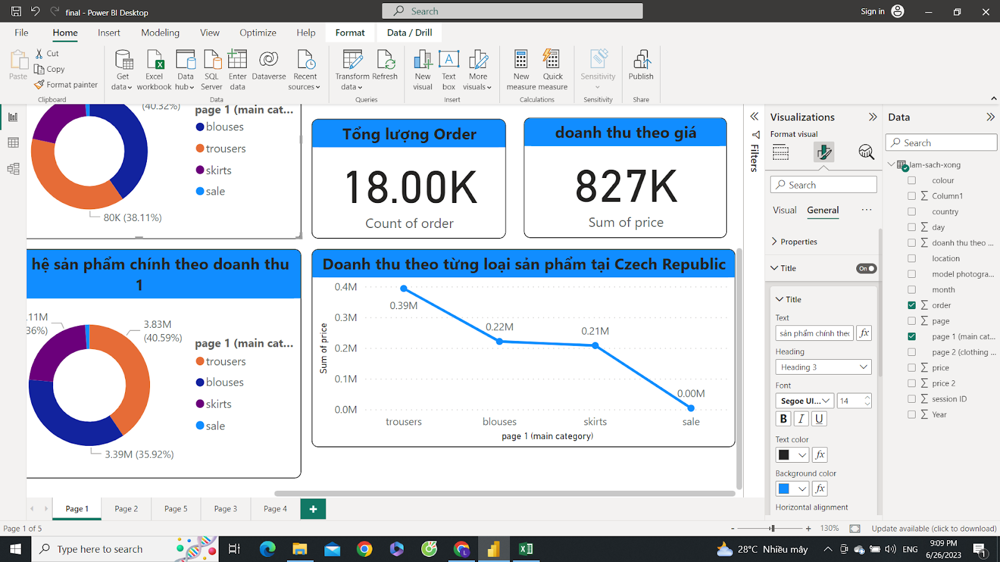 final - Power BI Desktop
Search
Sign in
File Home Insert Modeling View Optimize Help Format Data / Drill
Paste
Cut
Copy
Format painter
Clipboard
Get data
Excel workbook
Data hub
SQL Server
Enter data
Dataverse
Recent sources
Data
Transform data
Refresh
Queries
New visual
Text box
More visuals
Insert
New measure
Quick measure
Calculations
Sensitivity
Sensitivity
Publish
Share
(40.32%)
page 1 (main cat...
blouses
trousers
skirts
sale
80K (38.11%)
Tổng lượng Order
18.00K
Count of order
doanh thu theo giá
827K
Sum of price
hệ sản phẩm chính theo doanh thu
1
.11M
36%)
3.83M
(40.59%)
page 1 (main cat...
trousers
blouses
skirts
sale
3.39M (35.92%)
Doanh thu theo từng loại sản phẩm tại Czech Republic
0.4M
0.3M
0.2M
0.1M
0.0M
Sum of price
0.39M
0.22M
0.21M
0.00M
trousers blouses skirts sale
page 1 (main category)
Filters
Visualizations
Format visual
Search
Visual General ...
Properties
Title On
Title
Text
sản phẩm chính the
fx
Heading
Heading 3
Font
Segoe UI... 14
B I U
Text color
fx
Background color
fx
Horizontal alignment
Data
Search
lam-sach-xong
colour
∑ Column1
country
∑ day
∑ doanh thu theo ...
location
model photogra...
month
∑ order
∑ page
page 1 (main cat...
page 2 (clothing ...
∑ price
∑ price 2
∑ session ID
∑ Year
Page 1 Page 2 Page 5 Page 3 Page 4 +
Page 1 of 5
- + 130%
Update available (click to download)
Type here to search
28°C Nhiều mây
ENG
9:09 PM
6/26/2023
1